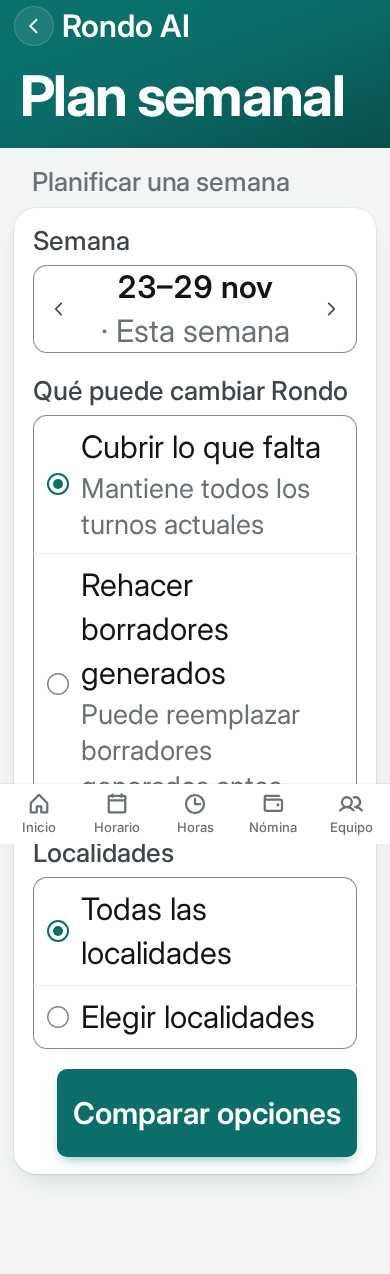 Rondo AI
Plan semanal
Planificar una semana
Semana
23–29 nov
· Esta semana
Qué puede cambiar Rondo
Cubrir lo que falta
Mantiene todos los
turnos actuales
Rehacer
borradores
generados
Puede reemplazar
borradores
generados antes
Inicio
Horario
Horas
Nómina
Equipo
Localidades
Todas las
localidades
Elegir localidades
Comparar opciones